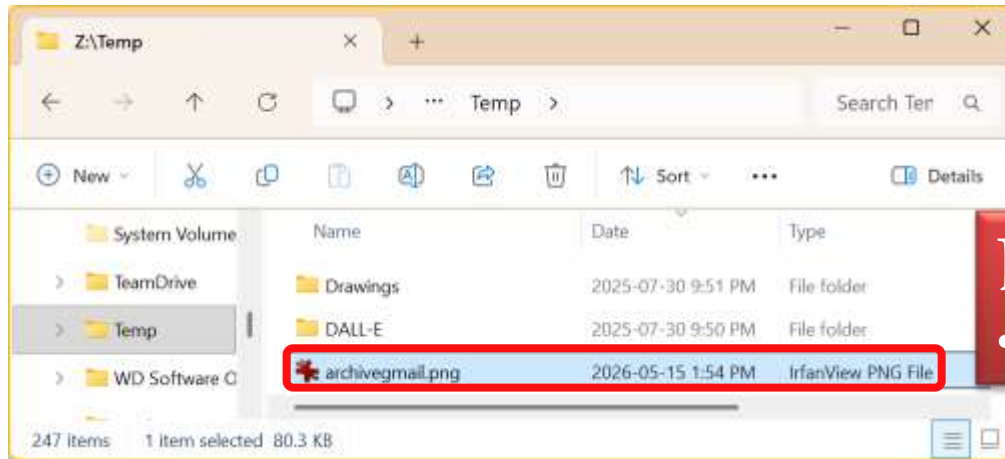 Z:\Temp
Temp
Search Ter
New
Sort
Details
System Volume
Name
Date
Type
TeamDrive
Drawings
2025-07-30 9:51 PM
File folder
Temp
DALL-E
2025-07-30 9:50 PM
File folder
WD Software O
archivegmail.png
2026-05-15 1:54 PM
IrfanView PNG File
247 items
1 item selected 80.3 KB